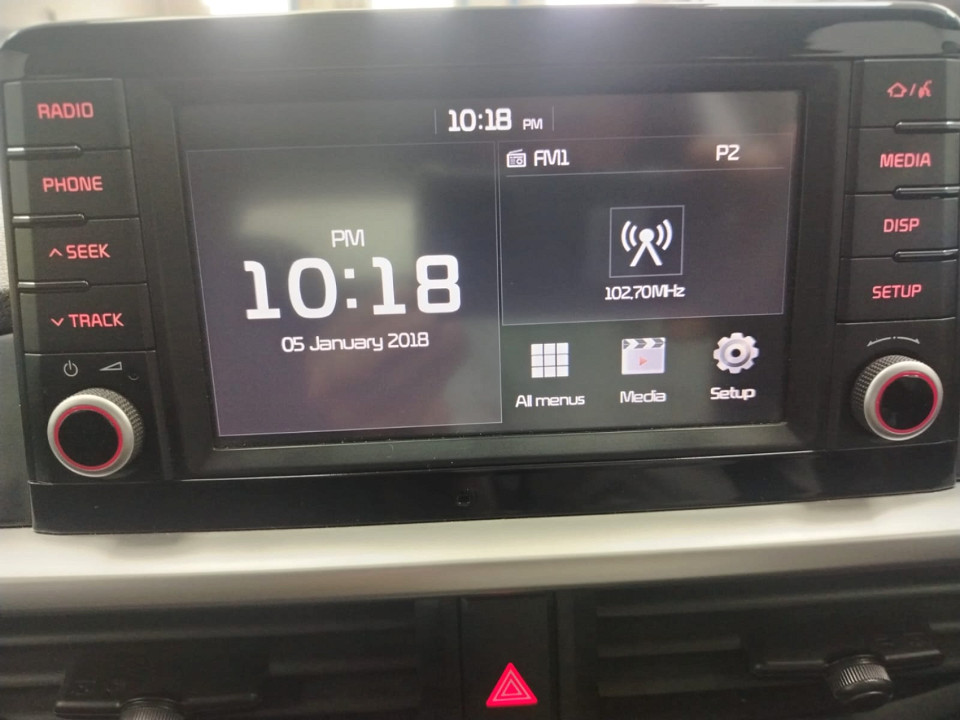 RADIO
PHONE
SEEK
TRACK
10:18 PM
PM
10:18
05 January 2018
FM1 P2
102.70MHz
All menus Media Setup
MEDIA
DISP
SETUP